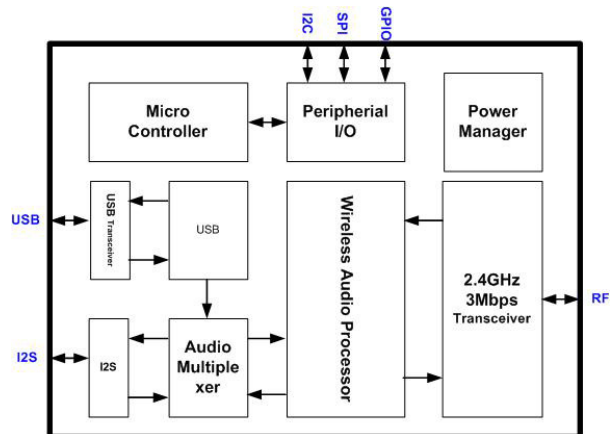 I2C
SPI
GPIO
Micro
Controller
Peripherial
I/O
Power
Manager
USB
USB Transceiver
USB
Wireless Audio Processor
2.4GHz
3Mbps
Transceiver
RF
I2S
I2S
Audio
Multiple
xer